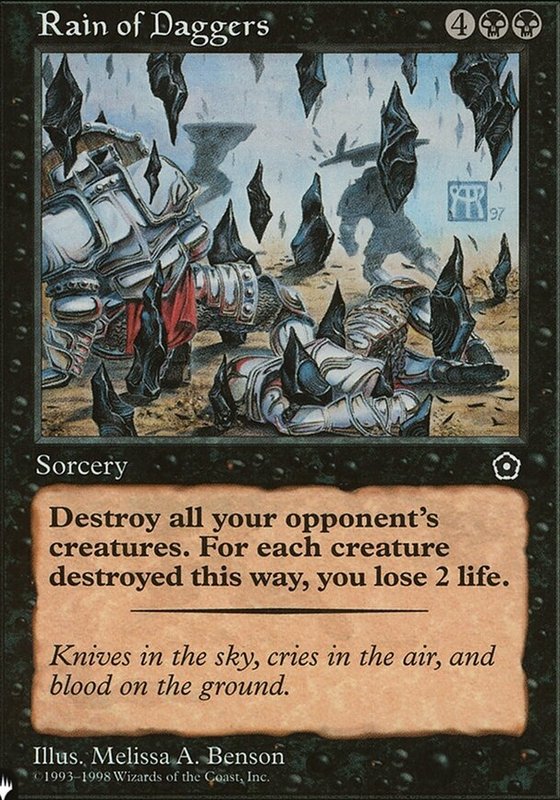 Rain of Daggers 4
97
Sorcery
Destroy all your opponent's
creatures. For each creature
destroyed this way, you lose 2 life.
Knives in the sky, cries in the air, and
blood on the ground.
Illus. Melissa A. Benson
©1993–1998 Wizards of the Coast, Inc.